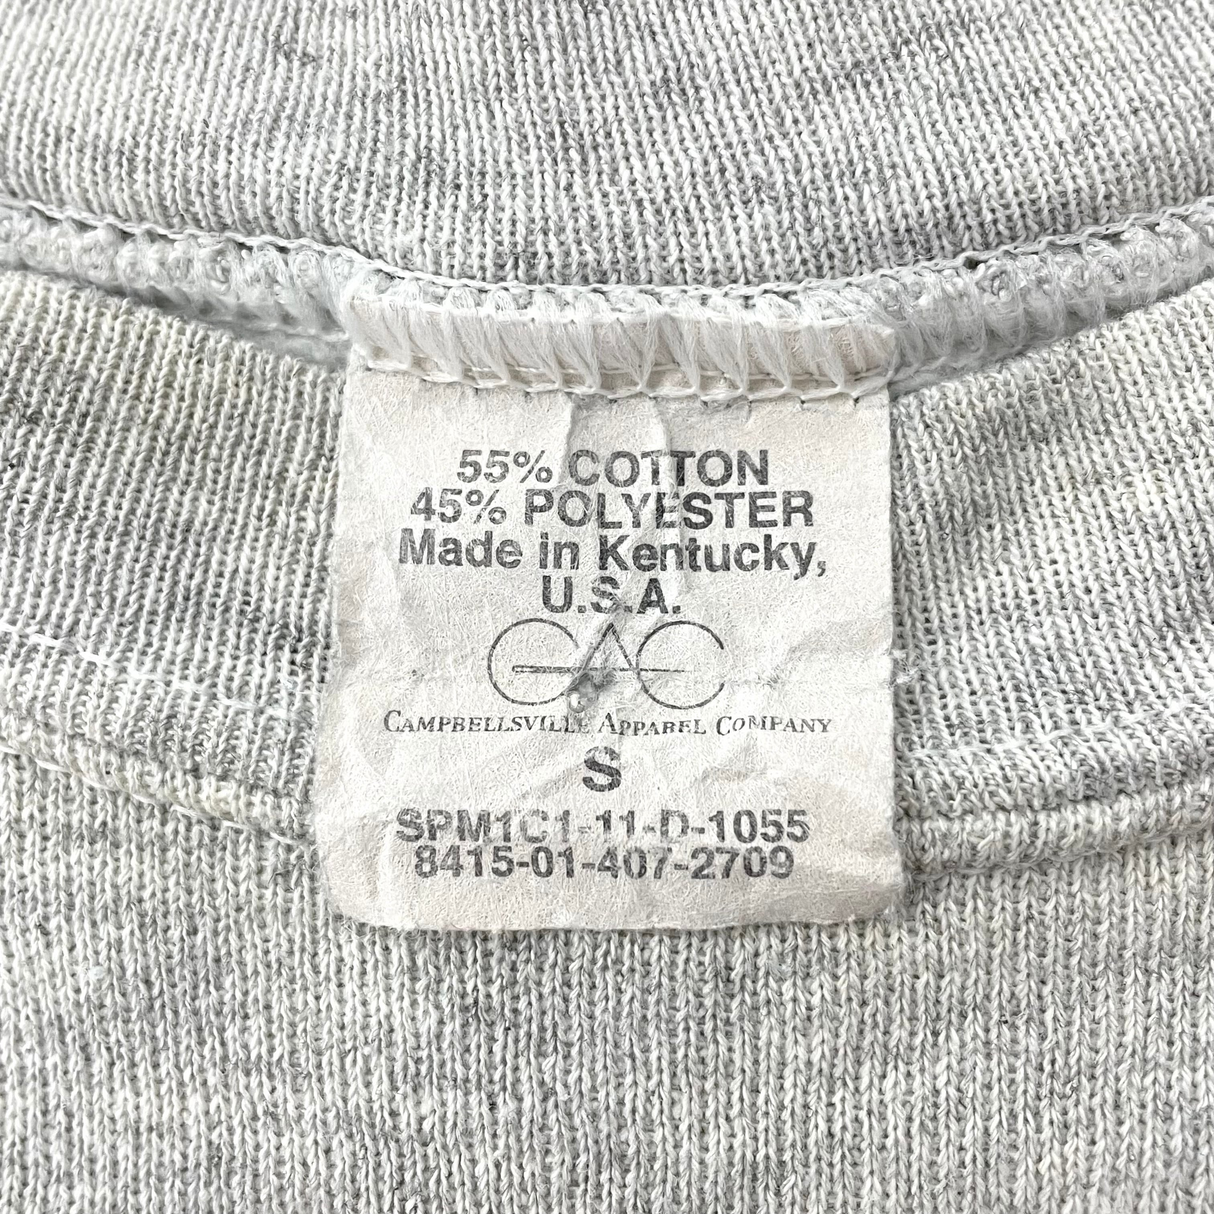 55% COTTON
45% POLYESTER
Made in Kentucky,
U.S.A.
CAC
CAMPBELLSVILLE APPAREL COMPANY
S
SPM1C1-11-D-1055
8415-01-407-2709